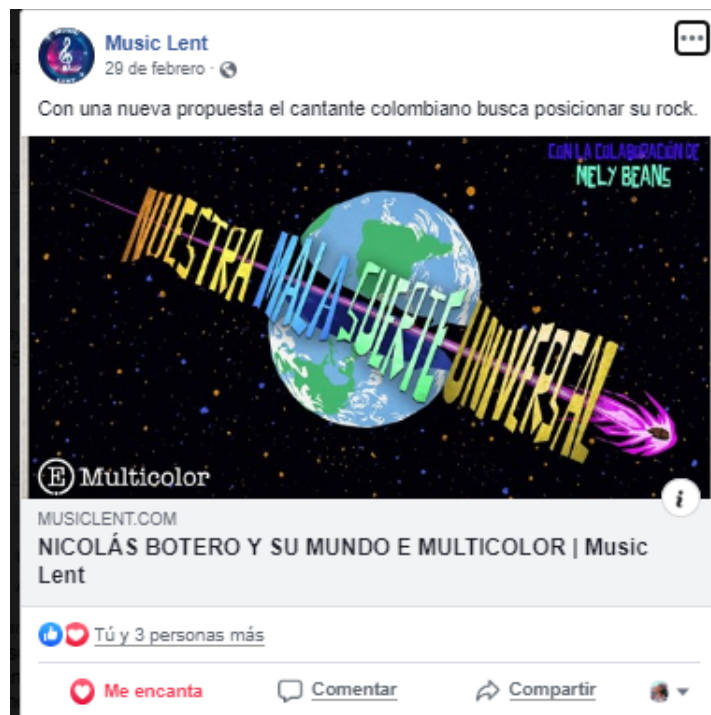 Music Lent
29 de febrero ·
Con una nueva propuesta el cantante colombiano busca posicionar su rock.
CON LA COLABORACIÓN DE
MELY BEANS
NUESTRA MALA SUERTE UNIVERSAL
E Multicolor
MUSICLENT.COM
NICOLÁS BOTERO Y SU MUNDO E MULTICOLOR | Music
Lent
Tú y 3 personas más
Me encanta Comentar Compartir